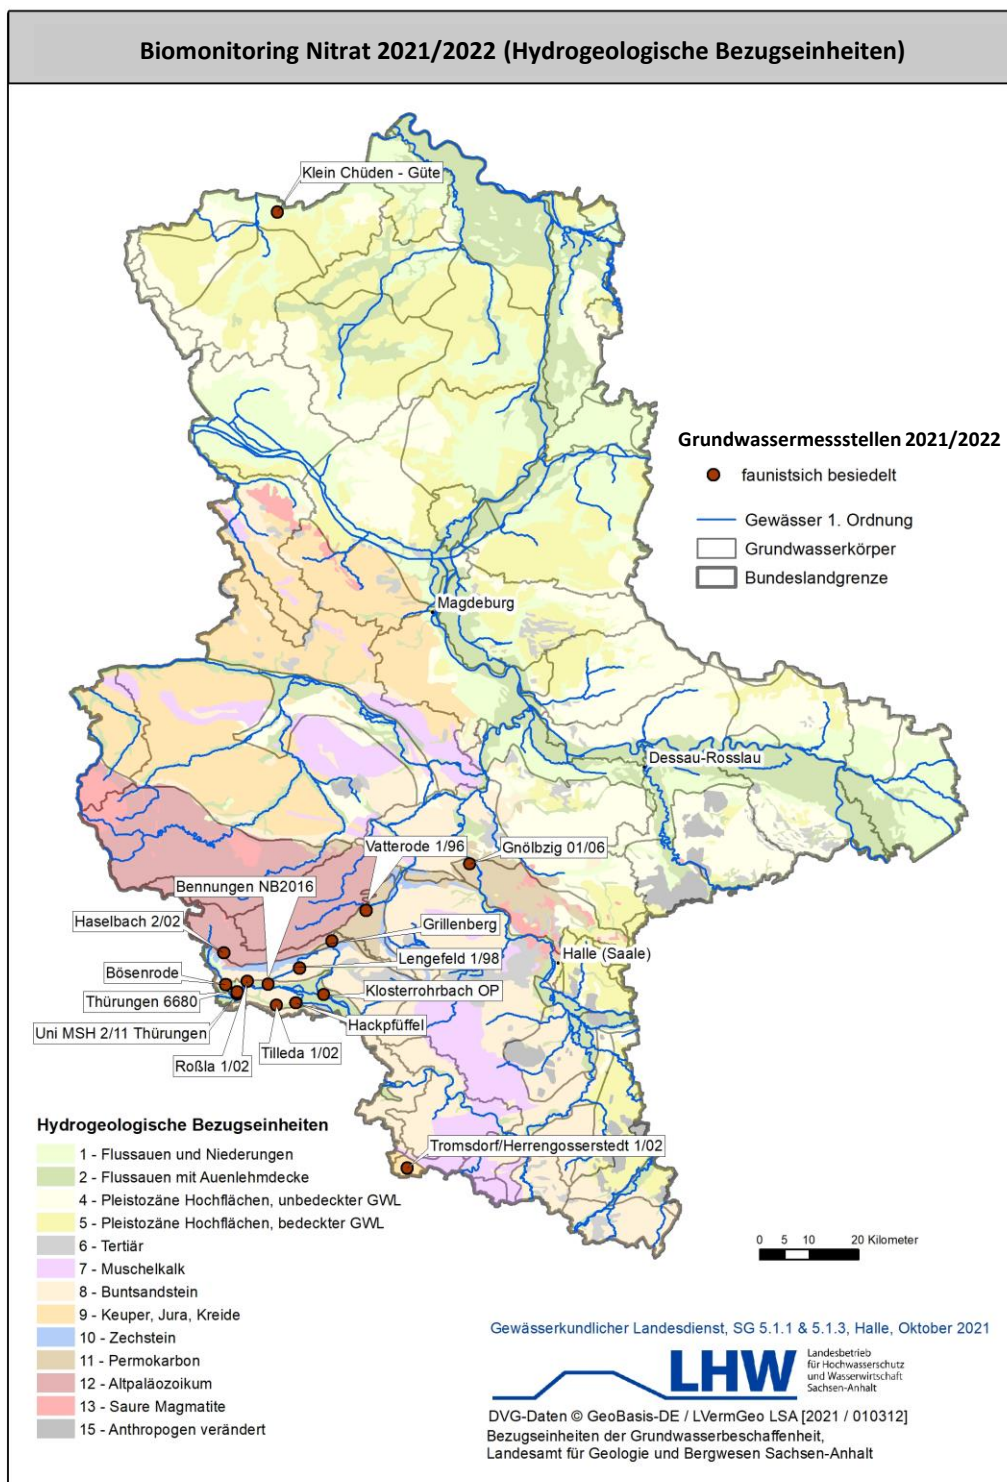 Biomonitoring Nitrat 2021/2022 (Hydrogeologische Bezugseinheiten)
Klein Chüden - Güte
Grundwassermessstellen 2021/2022
faunistsich besiedelt
Gewässer 1. Ordnung
Grundwasserkörper
Bundeslandgrenze
Magdeburg
Dessau-Rosslau
Vatterode 1/96
Gnölbzig 01/06
Bennungen NB2016
Haselbach 2/02
Grillenberg
Lengefeld 1/98
Halle (Saale)
Bösenrode
Klosterrohrbach OP
Thürungen 6680
Hackpfüffel
Uni MSH 2/11 Thürungen
Tilleda 1/02
Roßla 1/02
Tromsdorf/Herrengosserstedt 1/02
Hydrogeologische Bezugseinheiten
1 - Flussauen und Niederungen
2 - Flussauen mit Auenlehmdecke
4 - Pleistozäne Hochflächen, unbedeckter GWL
5 - Pleistozäne Hochflächen, bedeckter GWL
6 - Tertiär
7 - Muschelkalk
8 - Buntsandstein
9 - Keuper, Jura, Kreide
10 - Zechstein
11 - Permokarbon
12 - Altpaläozoikum
13 - Saure Magmatite
15 - Anthropogen verändert
0 5 10 20 Kilometer
Gewässerkundlicher Landesdienst, SG 5.1.1 & 5.1.3, Halle, Oktober 2021
LHW
Landesbetrieb
für Hochwasserschutz
und Wasserwirtschaft
Sachsen-Anhalt
DVG-Daten © GeoBasis-DE / LVermGeo LSA [2021 / 010312]
Bezugseinheiten der Grundwasserbeschaffenheit,
Landesamt für Geologie und Bergwesen Sachsen-Anhalt